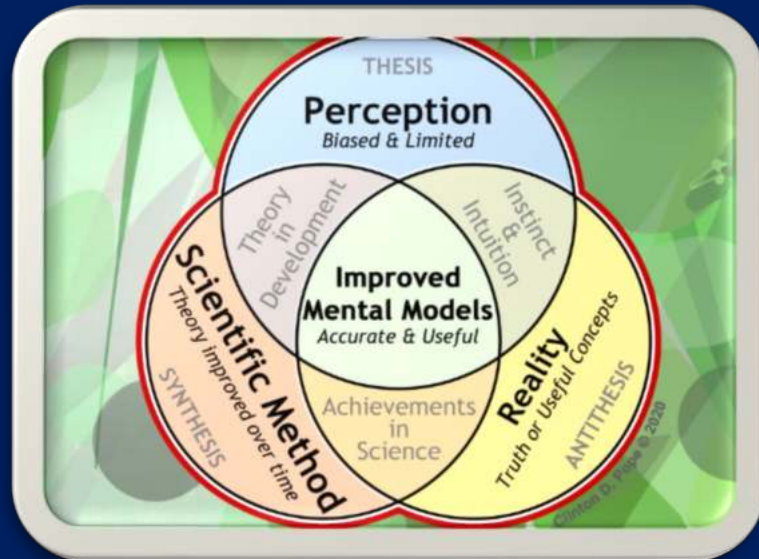 THESIS
Perception
Biased & Limited
Theory
in
Development
Instinct
&
Intuition
Improved
Mental Models
Accurate & Useful
Scientific Method
Theory improved over time
SYNTHESIS
Reality
Truth or Useful Concepts
ANTITHESIS
Achievements
in
Science
Clinton D. Pope © 2020